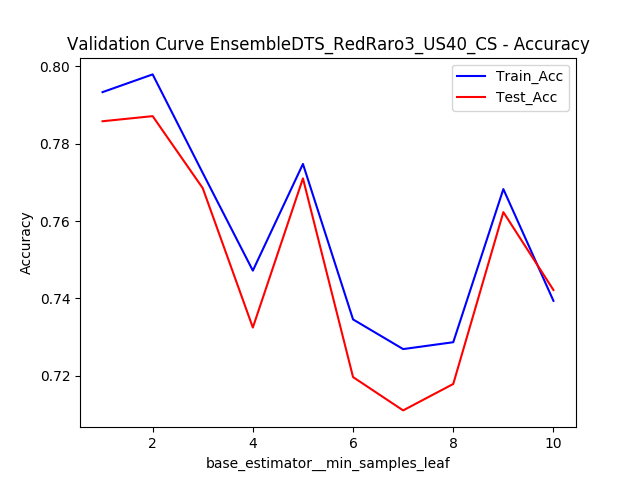 Validation Curve EnsembleDTS_RedRaro3_US40_CS - Accuracy
Train_Acc
Test_Acc
0.80
0.78
0.76
0.74
0.72
Accuracy
2 4 6 8 10
base_estimator__min_samples_leaf